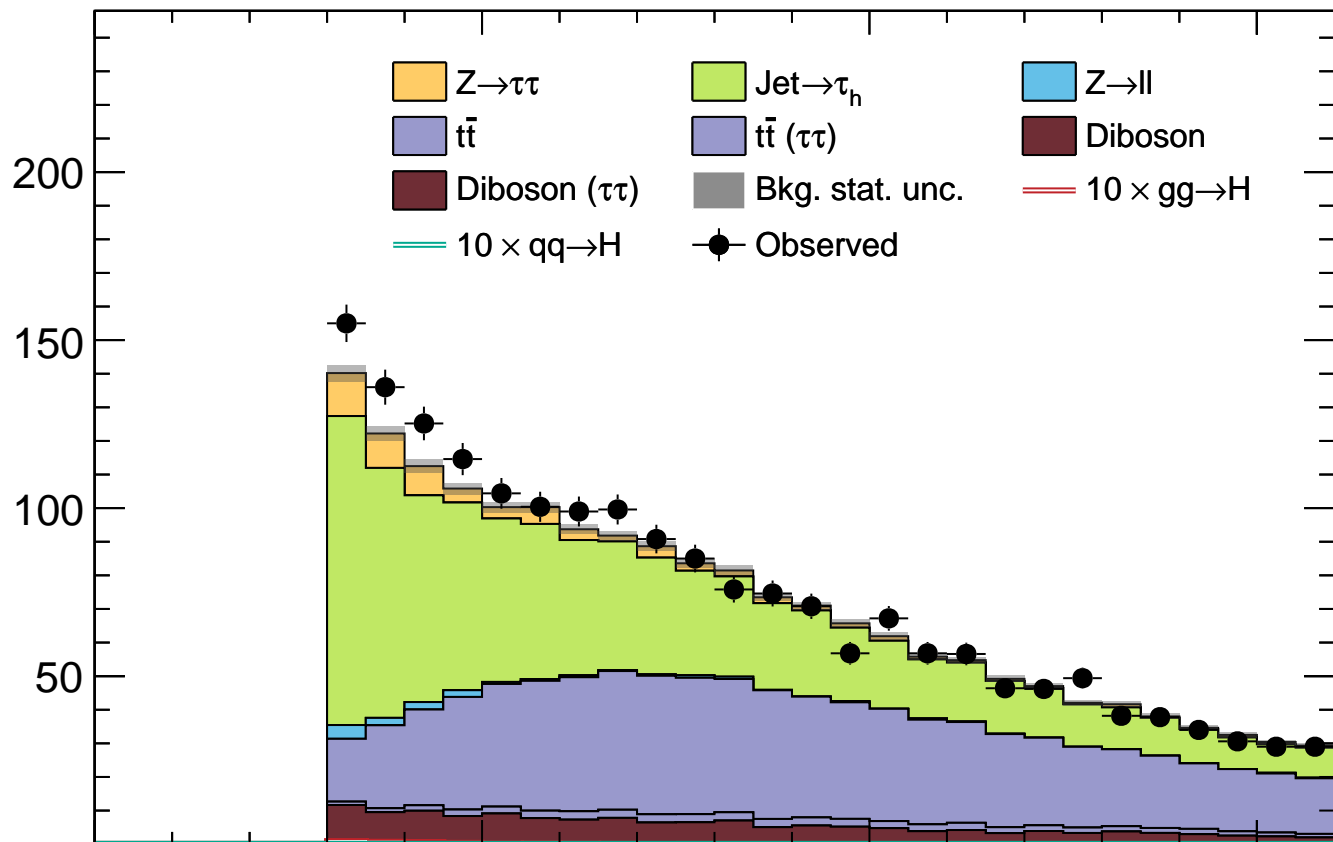 Z→ττ Jet→τₕ Z→ll
tt̄ tt̄ (ττ) Diboson
200
Diboson (ττ) Bkg. stat. unc. 10 × gg→H
10 × qq→H Observed
150
100
50